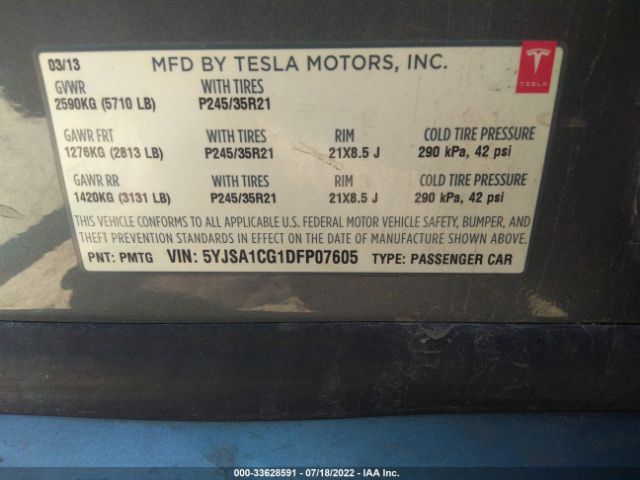 03/13 MFD BY TESLA MOTORS, INC.
TESLA
GVWR WITH TIRES
2590KG (5710 LB) P245/35R21
GAWR FRT WITH TIRES RIM COLD TIRE PRESSURE
1276KG (2813 LB) P245/35R21 21X8.5 J 290 kPa, 42 psi
GAWR RR WITH TIRES RIM COLD TIRE PRESSURE
1420KG (3131 LB) P245/35R21 21X8.5 J 290 kPa, 42 psi
THIS VEHICLE CONFORMS TO ALL APPLICABLE U.S. FEDERAL MOTOR VEHICLE SAFETY, BUMPER, AND
THEFT PREVENTION STANDARDS IN EFFECT ON THE DATE OF MANUFACTURE SHOWN ABOVE.
PNT: PMTG VIN: 5YJSA1CG1DFP07605 TYPE: PASSENGER CAR
000-33628591 - 07/18/2022 - IAA Inc.